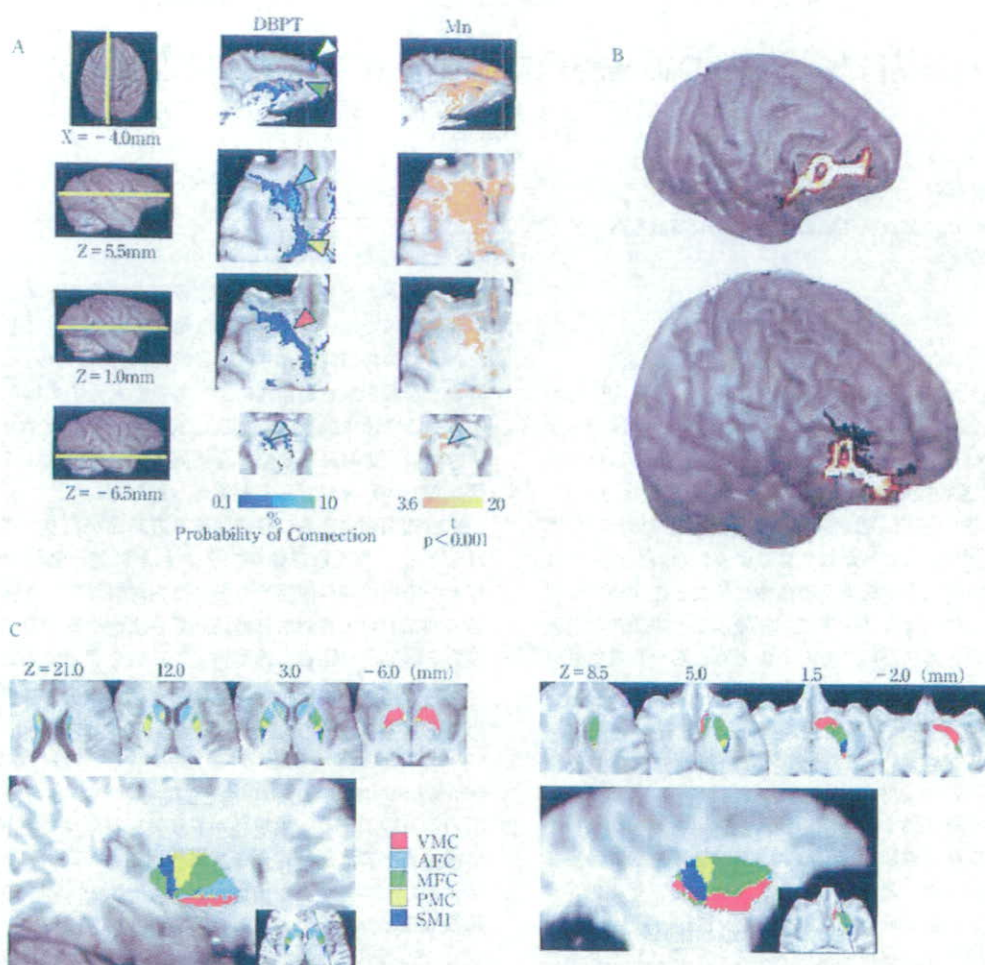 A
DBPT
Mn
B
X = −4.0mm
Z = 5.5mm
Z = 1.0mm
Z = −6.5mm
0.1 10
%
Probability of Connection
3.6 20
t
p<0.001
C
Z = 21.0 12.0 3.0 −6.0 (mm)
Z = 8.5 5.0 1.5 −2.0 (mm)
VMC
AFC
MFC
PMC
SM1